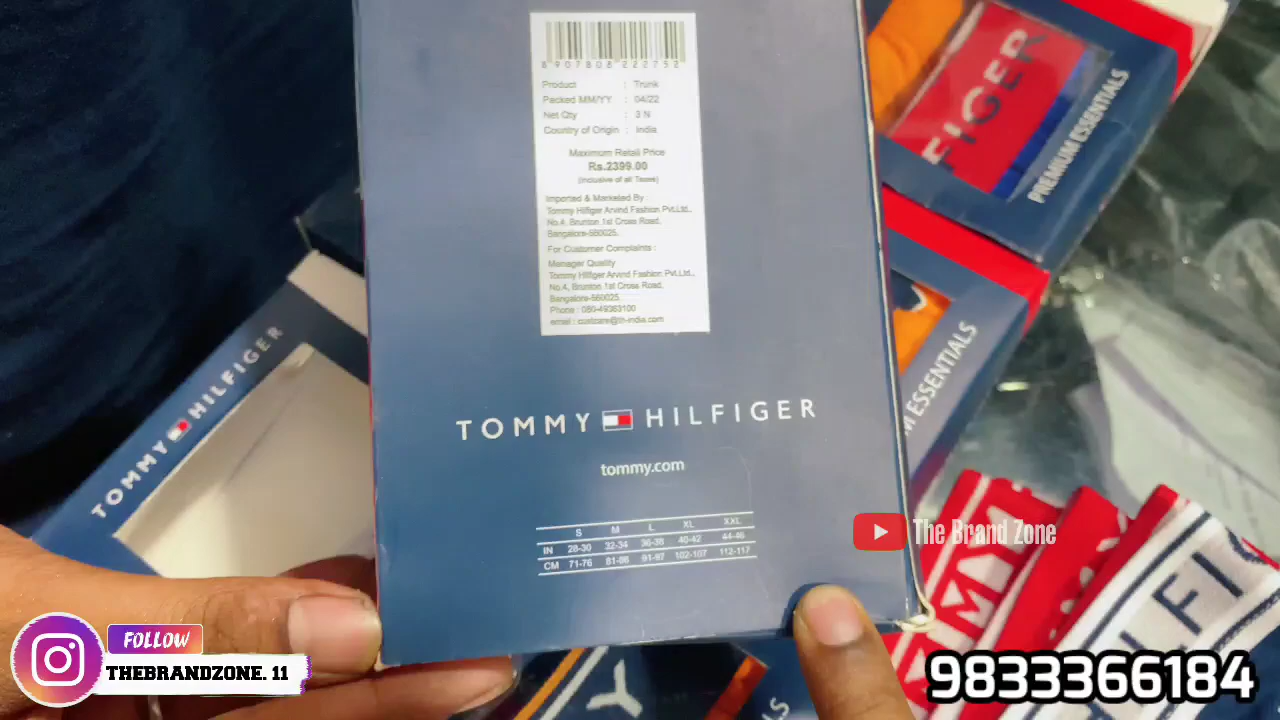 8907808222752
Product : Trunk
Packed MM/YY : 04/22
Net Qty : 3 N
Country of Origin : India
Maximum Retail Price
Rs.2399.00
(Inclusive of all Taxes)
Imported & Marketed By
Tommy Hilfiger Arvind Fashion Pvt.Ltd.,
No.4, Brunton 1st Cross Road,
Bangalore-560025.
For Customer Complaints :
Manager Quality
Tommy Hilfiger Arvind Fashion Pvt.Ltd.,
No.4, Brunton 1st Cross Road,
Bangalore-560025
Phone : 080-49363100
email : custcare@th-india.com
TOMMY HILFIGER
tommy.com
S M L XL XXL
IN 28-30 32-34 36-38 40-42 44-46
CM 71-76 81-86 91-97 102-107 112-117
TOMMY HILFIGER
FIGER
PREMIUM ESSENTIALS
M ESSENTIALS
The Brand Zone
FOLLOW
THEBRANDZONE. 11
9833366184